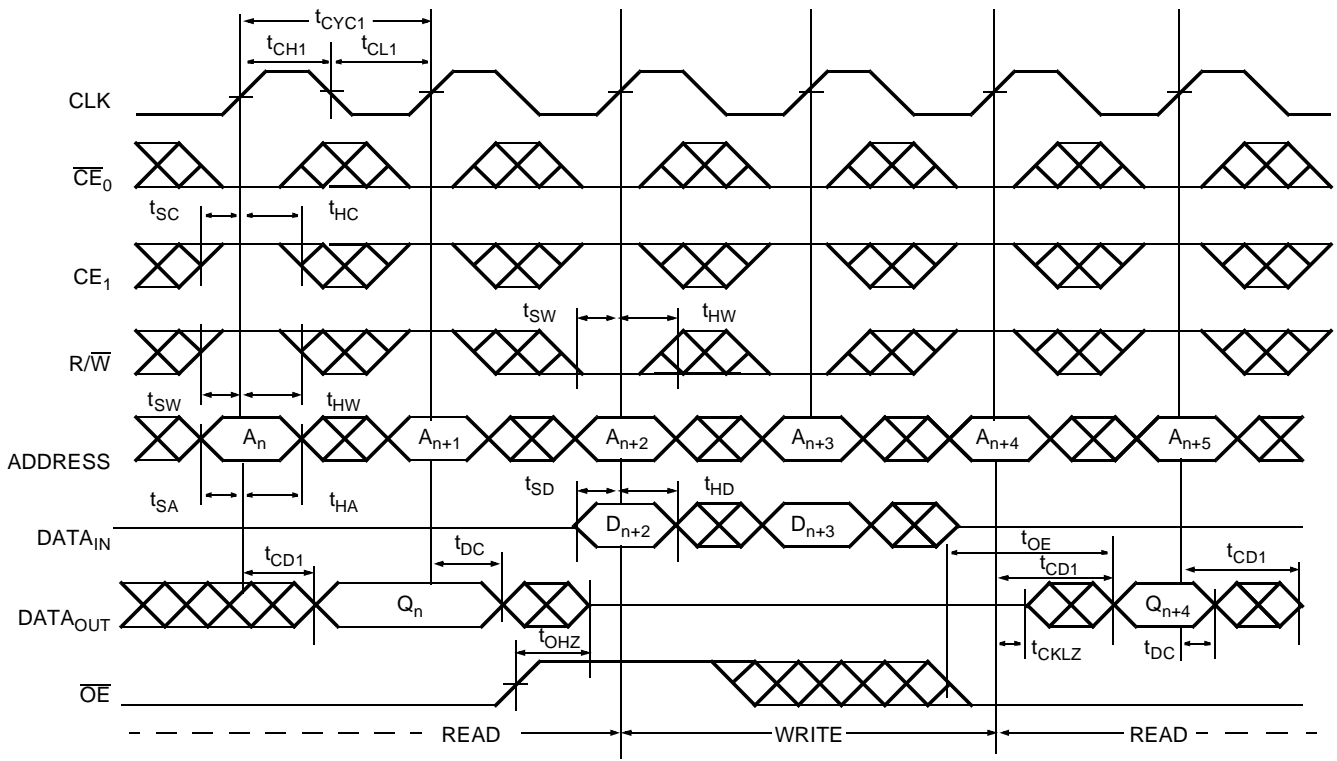 tCYC1
tCH1 tCL1
CLK
CE0
tSC tHC
CE1
tSW tHW
R/W
tSW tHW
An An+1 An+2 An+3 An+4 An+5
ADDRESS
tSA tHA tSD tHD
Dn+2 Dn+3
DATAIN
tCD1 tDC tOE
tCD1 tCD1
Qn Qn+4
DATAOUT
tOHZ tCKLZ tDC
OE
READ WRITE READ